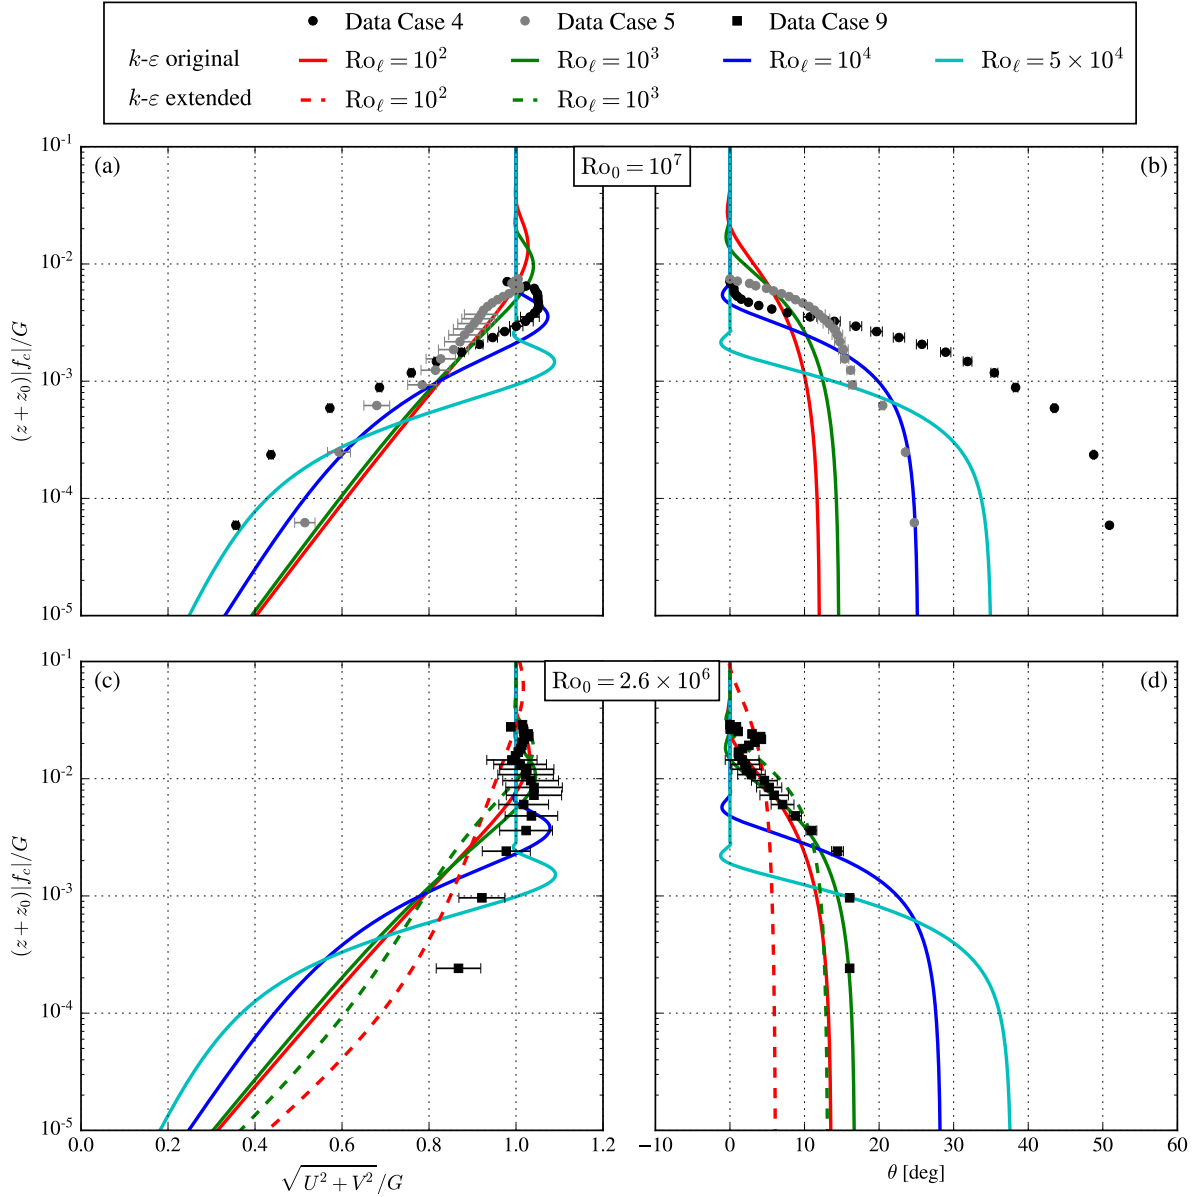 Data Case 4 Data Case 5 Data Case 9
k-ε original Ro_ℓ = 10^2 Ro_ℓ = 10^3 Ro_ℓ = 10^4 Ro_ℓ = 5 × 10^4
k-ε extended Ro_ℓ = 10^2 Ro_ℓ = 10^3
(a) Ro_0 = 10^7 (b)
10^-1
10^-2
10^-3
10^-4
10^-5
(z + z_0)|f_c|/G
(c) Ro_0 = 2.6 × 10^6 (d)
10^-1
10^-2
10^-3
10^-4
10^-5
(z + z_0)|f_c|/G
0.0 0.2 0.4 0.6 0.8 1.0 1.2 −10 0 10 20 30 40 50 60
√U^2 + V^2/G θ [deg]